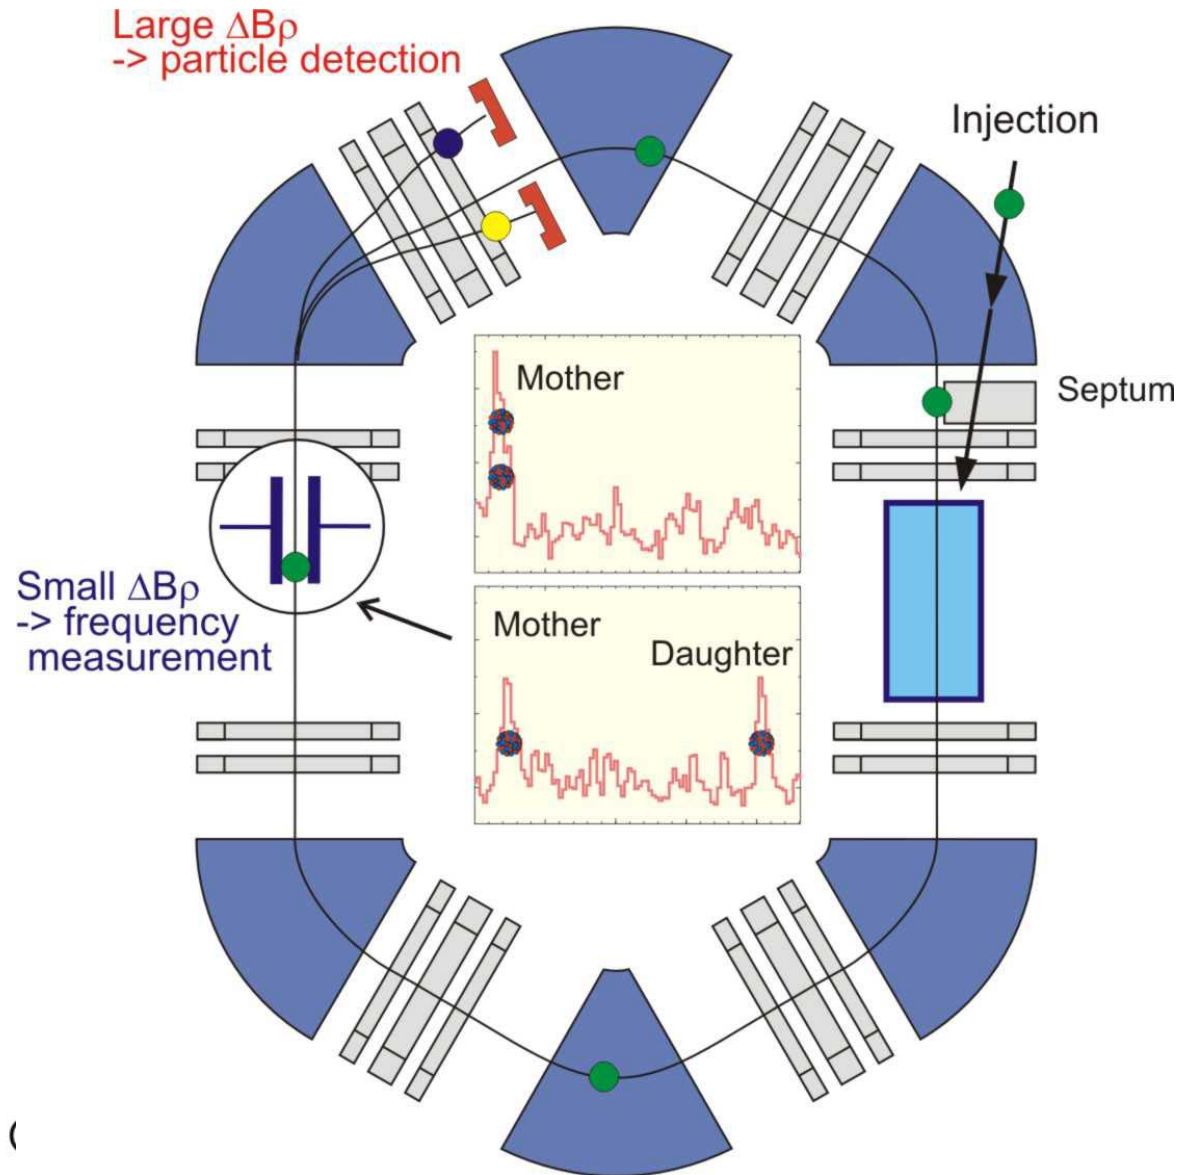 Large ΔBρ
-> particle detection
Injection
Mother
Septum
Small ΔBρ
-> frequency
measurement
Mother
Daughter
(